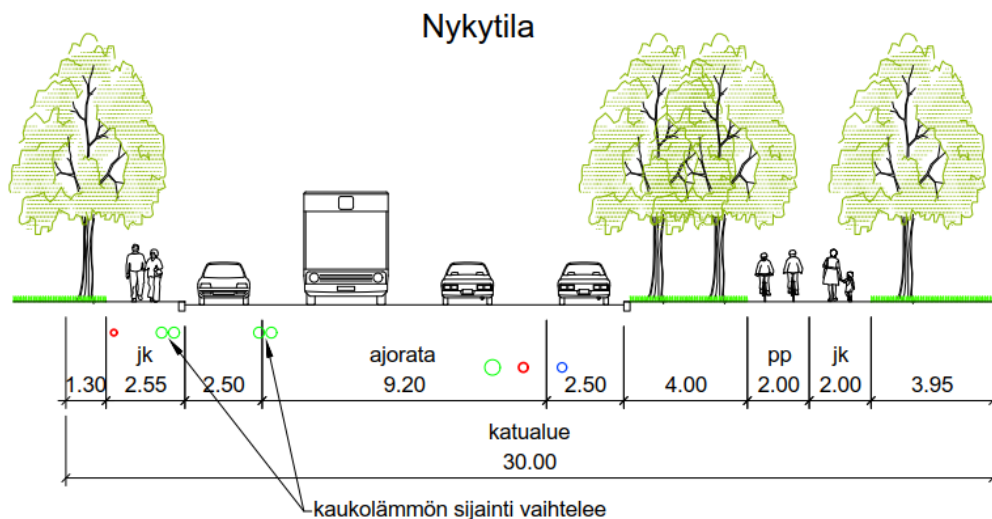 Nykytila
jk ajorata pp jk
1.30 2.55 2.50 9.20 2.50 4.00 2.00 2.00 3.95
katualue
30.00
kaukolämmön sijainti vaihtelee